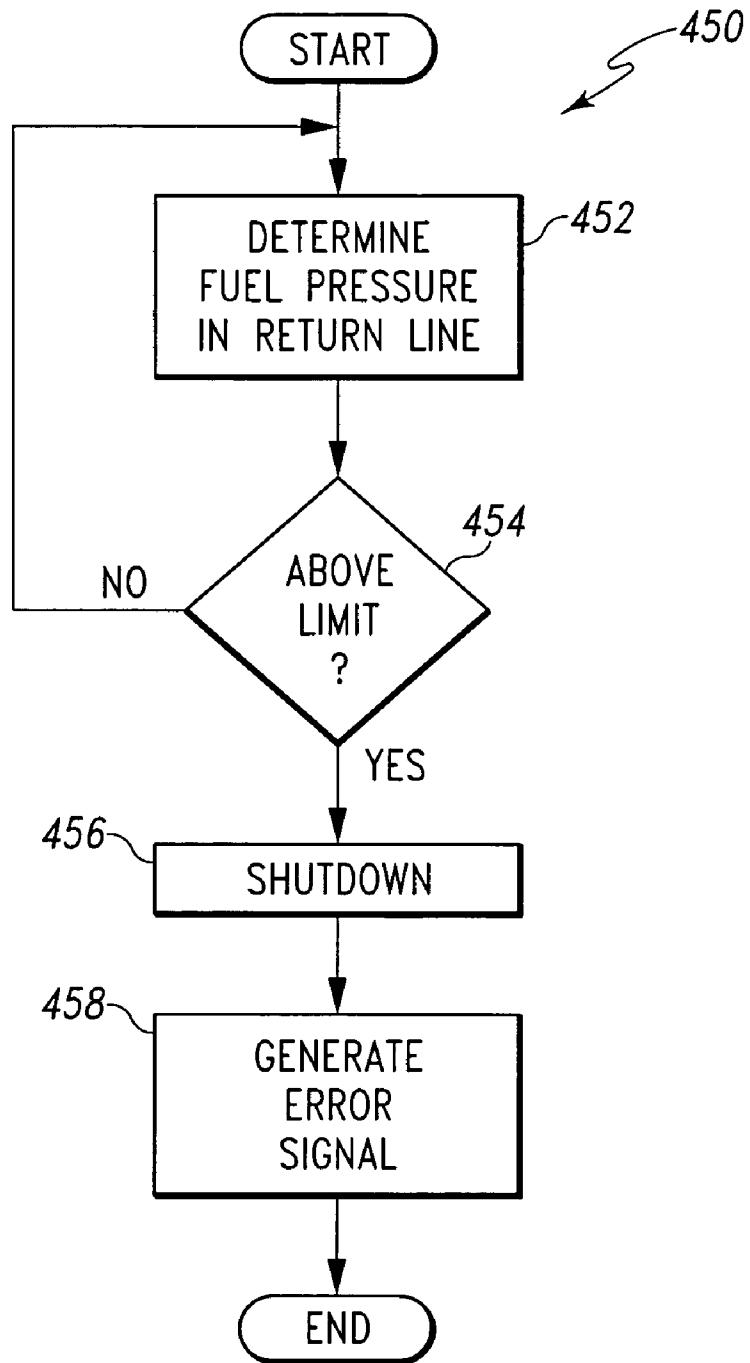 START
450
DETERMINE
FUEL PRESSURE
IN RETURN LINE
452
454
ABOVE
LIMIT
?
NO
YES
456
SHUTDOWN
458
GENERATE
ERROR
SIGNAL
END